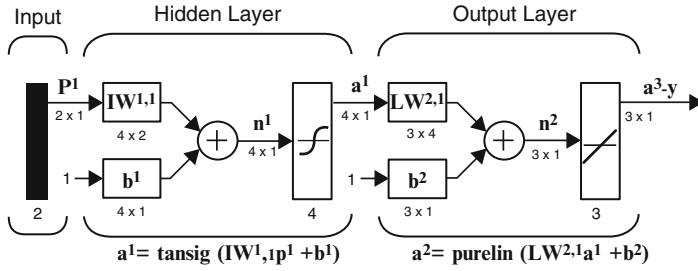 Input Hidden Layer Output Layer
P¹ IW¹,¹ n¹ a¹ LW²,¹ n² a³-y
2 x 1 4 x 2 4 x 1 4 x 1 3 x 4 3 x 1 3 x 1
1 b¹ 1 b²
2 4 x 1 4 3 x 1 3
a¹= tansig (IW¹,₁p¹ +b¹) a²= purelin (LW²,¹a¹ +b²)